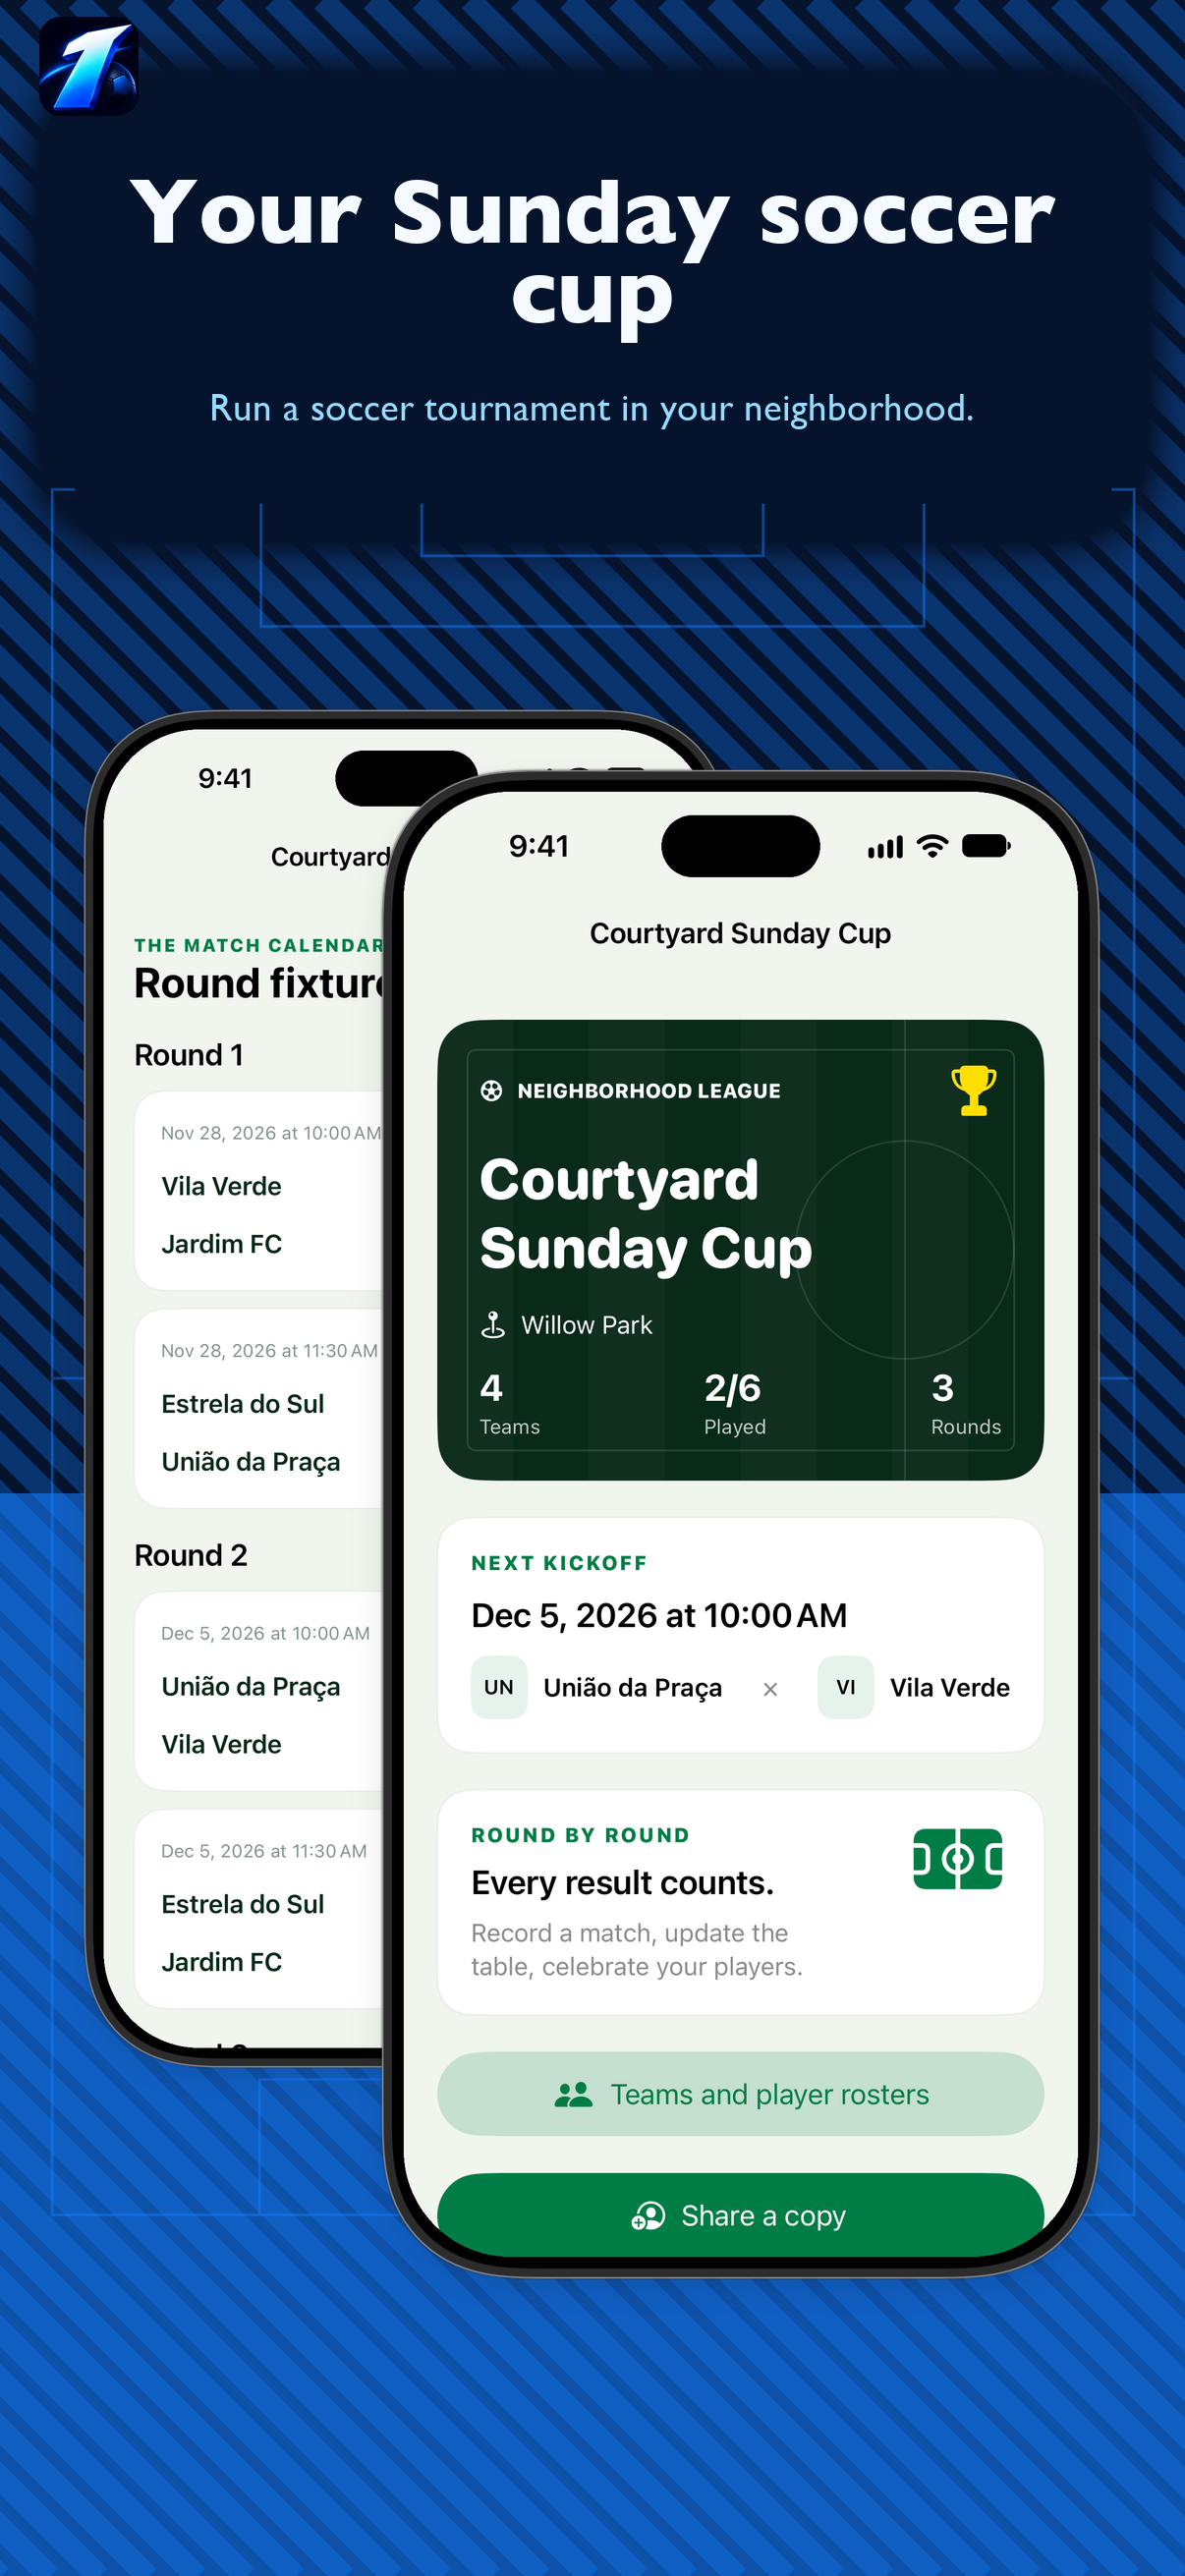 1
Your Sunday soccer
cup
Run a soccer tournament in your neighborhood.
9:41
Courtyard
THE MATCH CALENDAR
Round fixture
Round 1
Nov 28, 2026 at 10:00 AM
Vila Verde
Jardim FC
Nov 28, 2026 at 11:30 AM
Estrela do Sul
União da Praça
Round 2
Dec 5, 2026 at 10:00 AM
União da Praça
Vila Verde
Dec 5, 2026 at 11:30 AM
Estrela do Sul
Jardim FC
9:41
Courtyard Sunday Cup
NEIGHBORHOOD LEAGUE
Courtyard
Sunday Cup
Willow Park
4 2/6 3
Teams Played Rounds
NEXT KICKOFF
Dec 5, 2026 at 10:00 AM
UN União da Praça × VI Vila Verde
ROUND BY ROUND
Every result counts.
Record a match, update the
table, celebrate your players.
Teams and player rosters
Share a copy